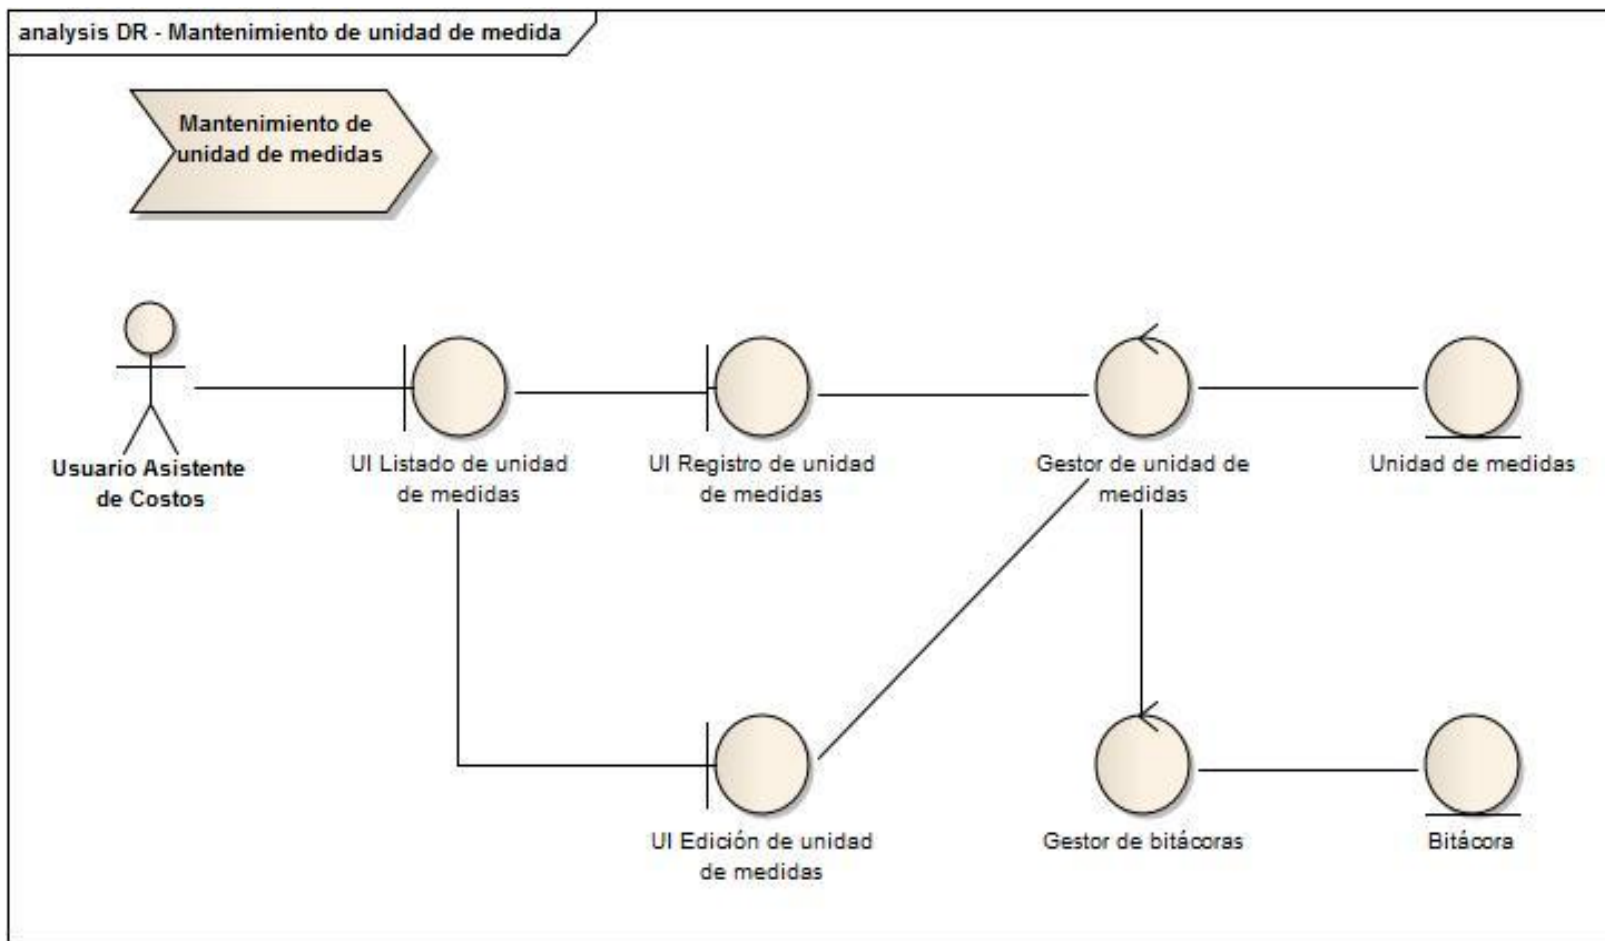 analysis DR - Mantenimiento de unidad de medida
Mantenimiento de
unidad de medidas
Usuario Asistente
de Costos
UI Listado de unidad
de medidas
UI Registro de unidad
de medidas
Gestor de unidad de
medidas
Unidad de medidas
UI Edición de unidad
de medidas
Gestor de bitácoras
Bitácora